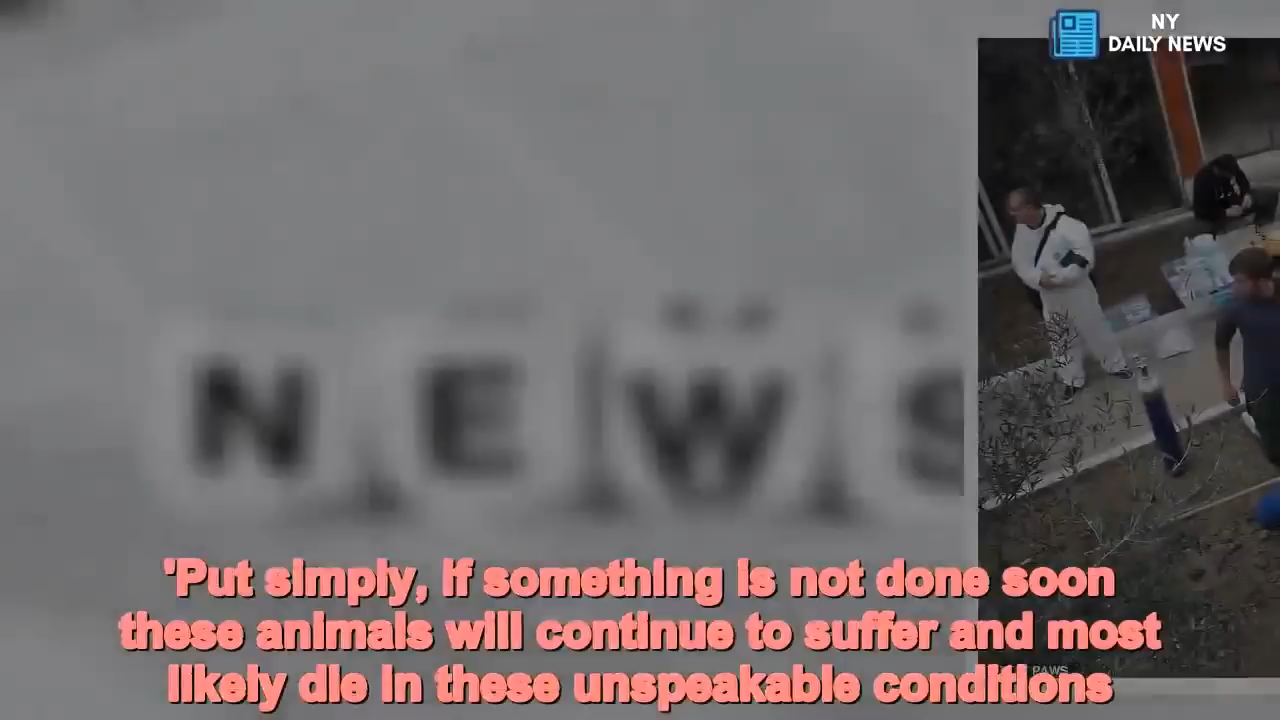 NY
DAILY NEWS
NEWS
PAWS
'Put simply, if something is not done soon
these animals will continue to suffer and most
likely die in these unspeakable conditions